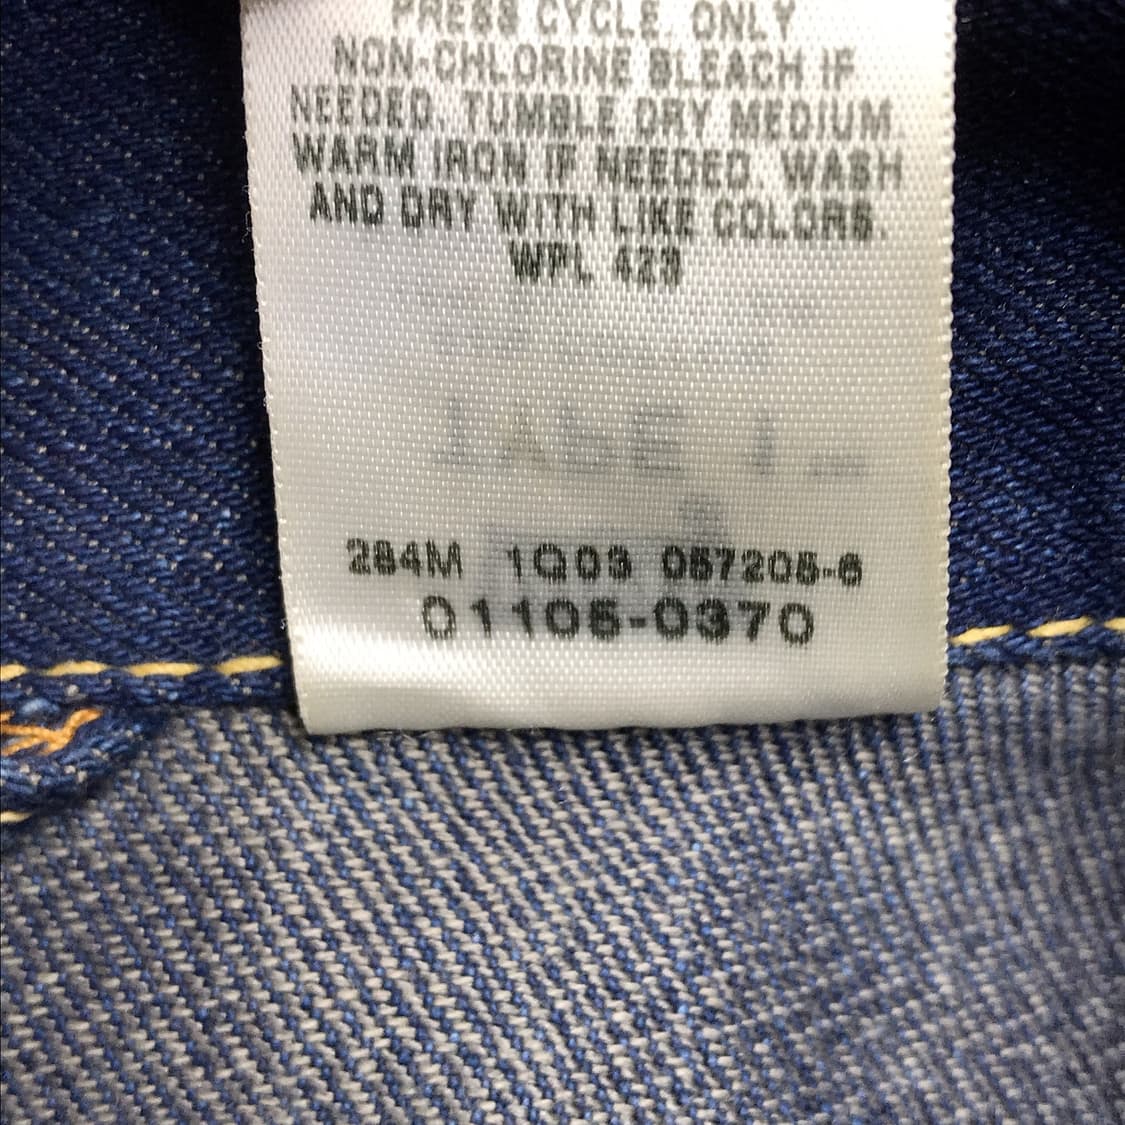 PRESS CYCLE. ONLY
NON-CHLORINE BLEACH IF
NEEDED. TUMBLE DRY MEDIUM.
WARM IRON IF NEEDED. WASH
AND DRY WITH LIKE COLORS.
WPL 423
284M 1Q03 057205-6
01105-0370